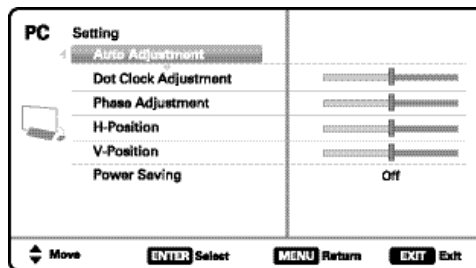 PC Setting
Auto Adjustment
Dot Clock Adjustment
Phase Adjustment
H-Position
V-Position
Power Saving Off
Move ENTER Select MENU Return EXIT Exit